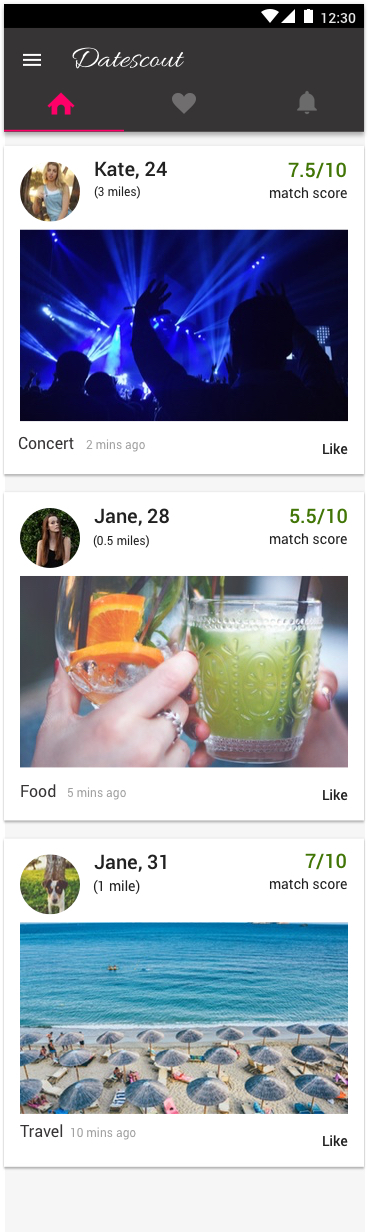 12:30
Datescout
Kate, 24
7.5/10
(3 miles)
match score
Concert 2 mins ago
Like
Jane, 28
5.5/10
(0.5 miles)
match score
Food 5 mins ago
Like
Jane, 31
7/10
(1 mile)
match score
Travel 10 mins ago
Like